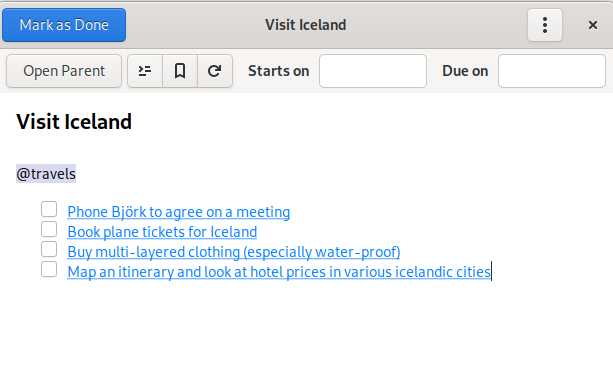 Mark as Done Visit Iceland
Open Parent Starts on Due on
Visit Iceland
@travels
Phone Björk to agree on a meeting
Book plane tickets for Iceland
Buy multi-layered clothing (especially water-proof)
Map an itinerary and look at hotel prices in various icelandic cities